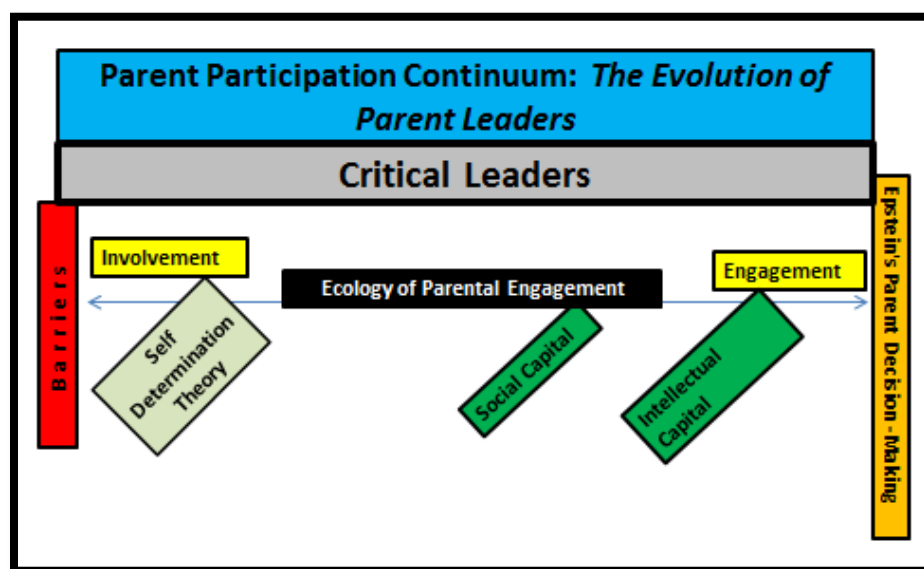 Parent Participation Continuum: The Evolution of
Parent Leaders
Critical Leaders
Barriers
Involvement
Ecology of Parental Engagement
Engagement
Self
Determination
Theory
Social Capital
Intellectual
Capital
Epstein's Parent Decision - Making